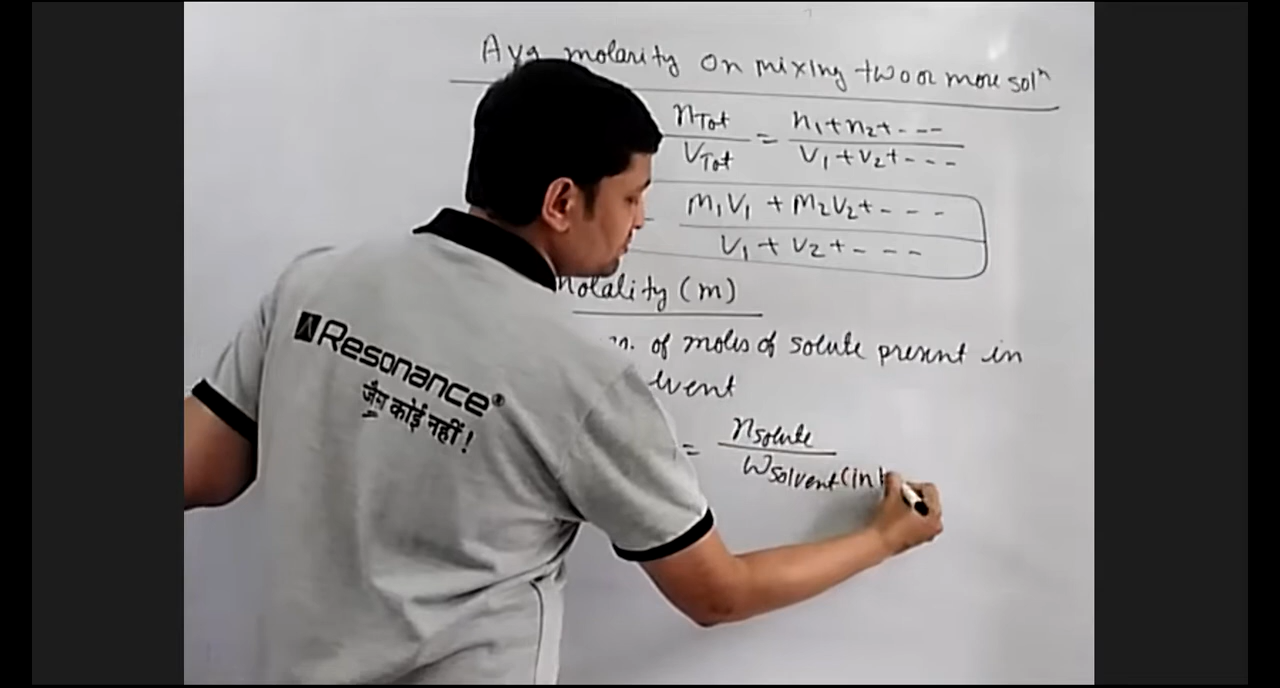 Avg molarity on mixing two or more solⁿ
nTot / VTot = n₁+n₂+--- / V₁+V₂+---
M₁V₁ + M₂V₂+--- / V₁+V₂+---
Molality (m)
of moles of solute present in
= nsolute / Wsolvent (in
Resonance®
जैग कोई नहीं !